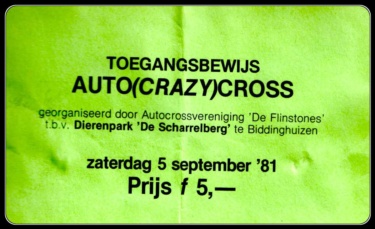 TOEGANGSBEWIJS
AUTO(CRAZY)CROSS
georganiseerd door Autocrossvereniging 'De Flinstones'
t.b.v. Dierenpark 'De Scharrelberg' te Biddinghuizen
zaterdag 5 september '81
Prijs f 5,—